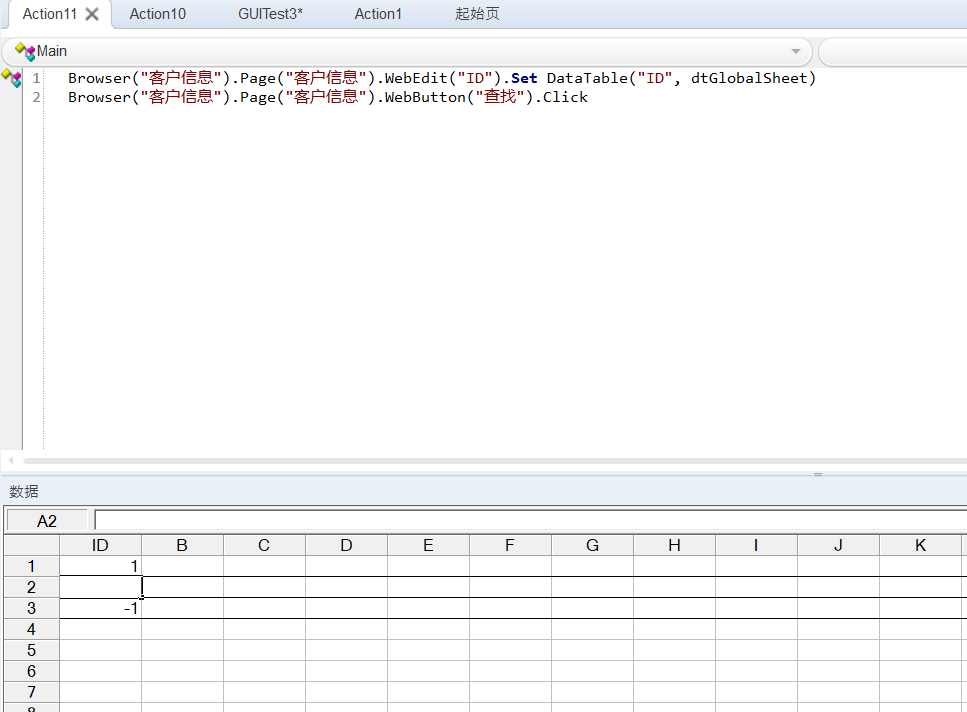 Action11 Action10 GUITest3* Action1 起始页
Main
1 Browser("客户信息").Page("客户信息").WebEdit("ID").Set DataTable("ID", dtGlobalSheet)
2 Browser("客户信息").Page("客户信息").WebButton("查找").Click
数据
A2
ID B C D E F G H I J K
1 1
2
3 -1
4
5
6
7
8